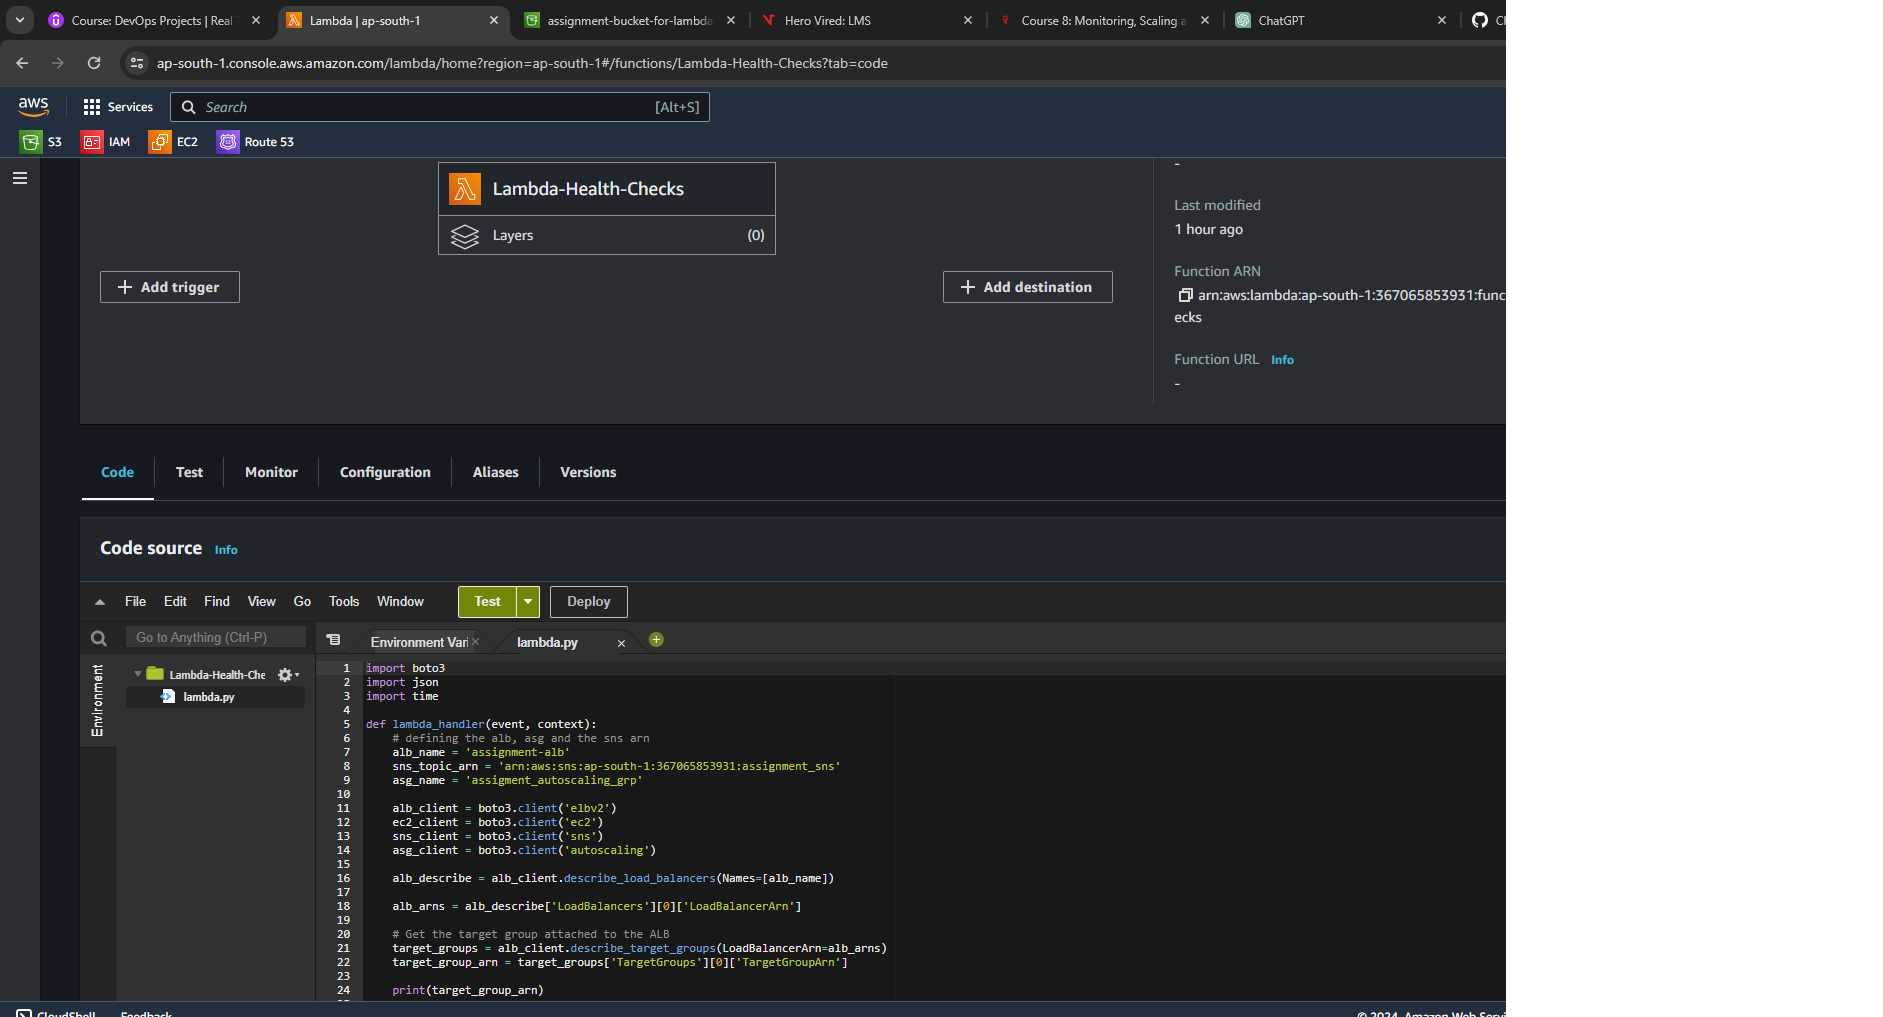 Course: DevOps Projects | Real
Lambda | ap-south-1
assignment-bucket-for-lambda
Hero Vired: LMS
Course 8: Monitoring, Scaling a
ChatGPT
ap-south-1.console.aws.amazon.com/lambda/home?region=ap-south-1#/functions/Lambda-Health-Checks?tab=code
aws
Services
Search
[Alt+S]
S3
IAM
EC2
Route 53
Lambda-Health-Checks
Layers
(0)
+ Add trigger
+ Add destination
-
Last modified
1 hour ago
Function ARN
arn:aws:lambda:ap-south-1:367065853931:func
ecks
Function URL Info
-
Code
Test
Monitor
Configuration
Aliases
Versions
Code source Info
File Edit Find View Go Tools Window
Test
Deploy
Go to Anything (Ctrl-P)
Environment Vari
lambda.py
Environment
Lambda-Health-Che
lambda.py
1 import boto3
2 import json
3 import time
4
5 def lambda_handler(event, context):
6 # defining the alb, asg and the sns arn
7 alb_name = 'assignment-alb'
8 sns_topic_arn = 'arn:aws:sns:ap-south-1:367065853931:assignment_sns'
9 asg_name = 'assigment_autoscaling_grp'
10
11 alb_client = boto3.client('elbv2')
12 ec2_client = boto3.client('ec2')
13 sns_client = boto3.client('sns')
14 asg_client = boto3.client('autoscaling')
15
16 alb_describe = alb_client.describe_load_balancers(Names=[alb_name])
17
18 alb_arns = alb_describe['LoadBalancers'][0]['LoadBalancerArn']
19
20 # Get the target group attached to the ALB
21 target_groups = alb_client.describe_target_groups(LoadBalancerArn=alb_arns)
22 target_group_arn = target_groups['TargetGroups'][0]['TargetGroupArn']
23
24 print(target_group_arn)
CloudShell
Feedback
© 2024, Amazon Web Servi